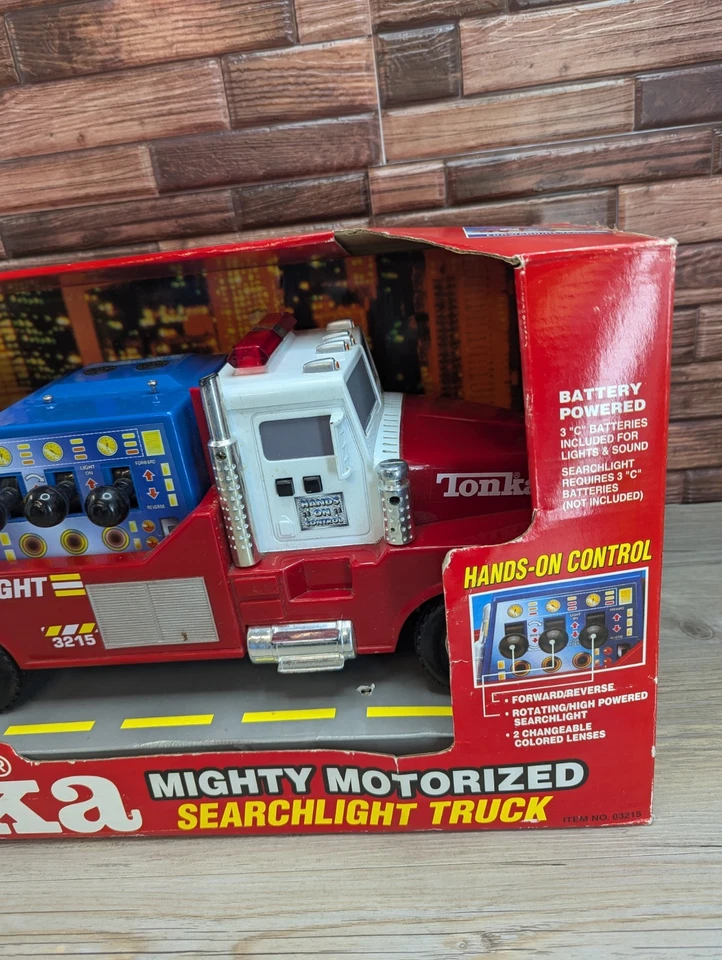 BATTERY
POWERED
3 "C" BATTERIES
INCLUDED FOR
LIGHTS & SOUND
SEARCHLIGHT
REQUIRES 3 "C"
BATTERIES
(NOT INCLUDED)
LIGHT
ON
FORWARD
REVERSE
HANDS
ON
CONTROL
Tonka
GHT
3215
HANDS-ON CONTROL
• FORWARD/REVERSE
• ROTATING/HIGH POWERED
SEARCHLIGHT
• 2 CHANGEABLE
COLORED LENSES
®
ka
MIGHTY MOTORIZED
SEARCHLIGHT TRUCK
ITEM NO. 03215